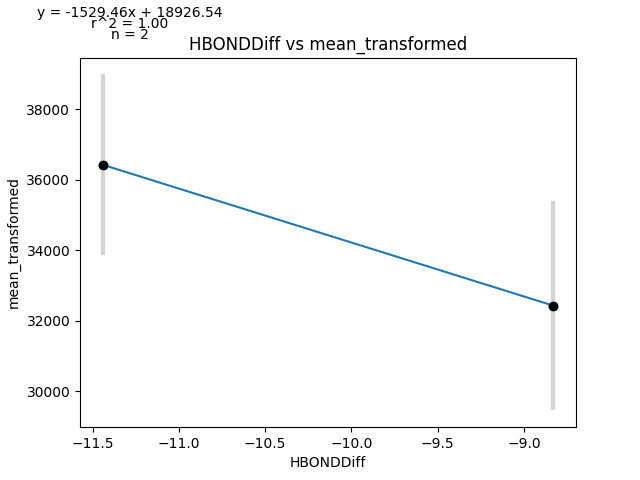 y = -1529.46x + 18926.54
r^2 = 1.00
n = 2
HBONDDiff vs mean_transformed
mean_transformed
38000
36000
34000
32000
30000
−11.5 −11.0 −10.5 −10.0 −9.5 −9.0
HBONDDiff